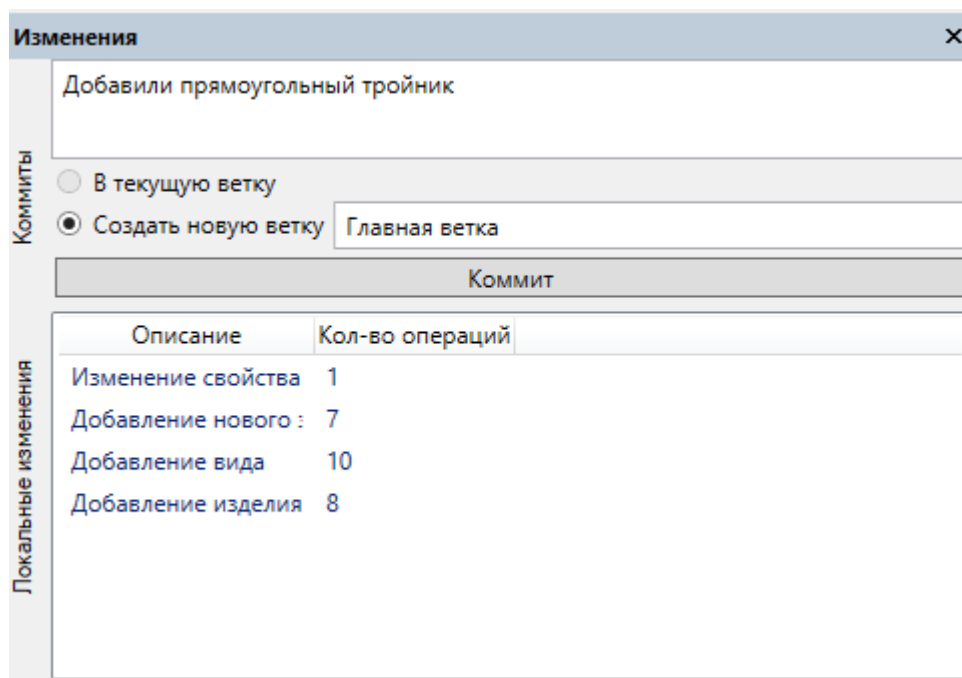 Изменения
Добавили прямоугольный тройник
Коммиты
В текущую ветку
Создать новую ветку Главная ветка
Коммит
Локальные изменения
Описание Кол-во операций
Изменение свойства 1
Добавление нового 7
Добавление вида 10
Добавление изделия 8